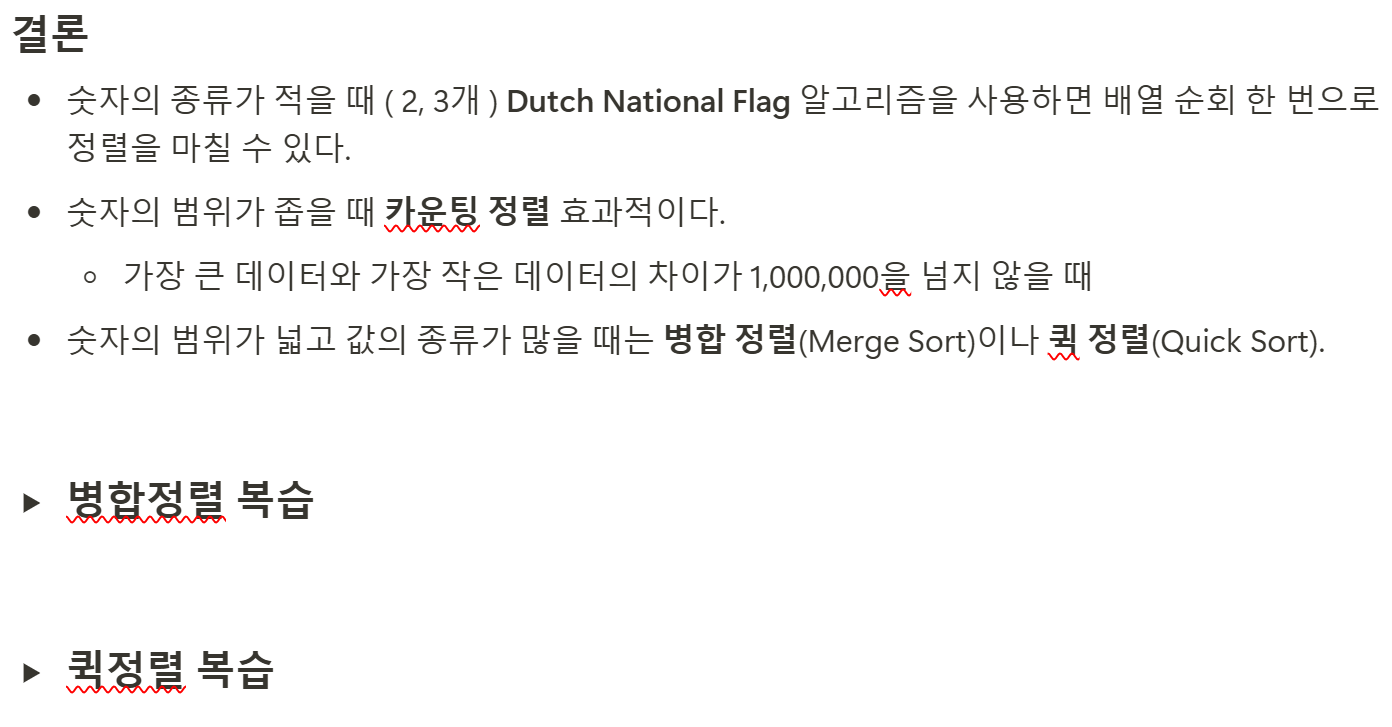 결론
• 숫자의 종류가 적을 때 ( 2, 3개 ) Dutch National Flag 알고리즘을 사용하면 배열 순회 한 번으로
정렬을 마칠 수 있다.
• 숫자의 범위가 좁을 때 카운팅 정렬 효과적이다.
◦ 가장 큰 데이터와 가장 작은 데이터의 차이가 1,000,000을 넘지 않을 때
• 숫자의 범위가 넓고 값의 종류가 많을 때는 병합 정렬(Merge Sort)이나 퀵 정렬(Quick Sort).
▶ 병합정렬 복습
▶ 퀵정렬 복습